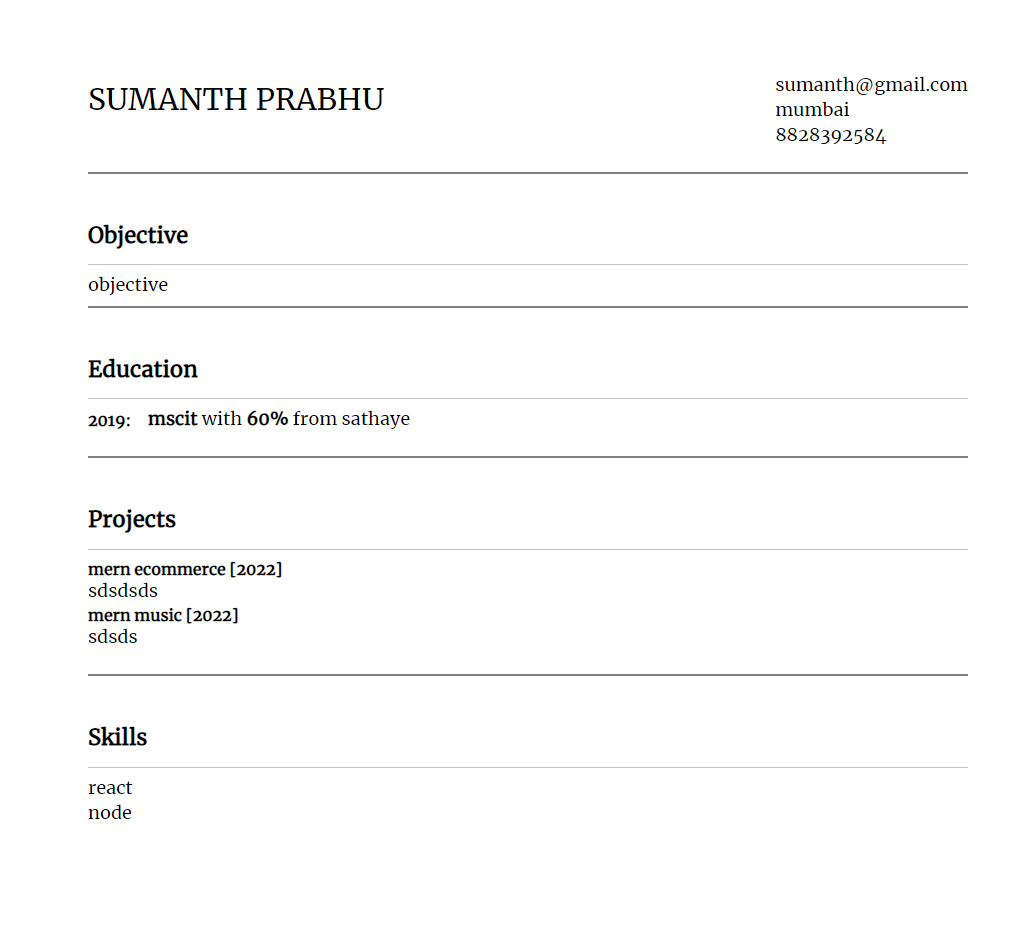 SUMANTH PRABHU
sumanth@gmail.com
mumbai
8828392584
Objective
objective
Education
2019: mscit with 60% from sathaye
Projects
mern ecommerce [2022]
sdsdsds
mern music [2022]
sdsds
Skills
react
node